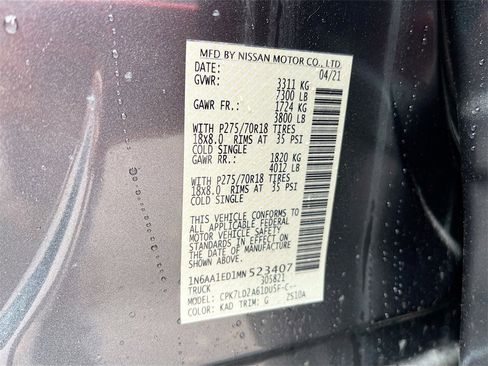 MFD BY NISSAN MOTOR CO., LTD
DATE: 04/21
GVWR: 3311 KG
7300 LB
GAWR FR.: 1724 KG
3800 LB
WITH P275/70R18 TIRES
18X8.0 RIMS AT 35 PSI
COLD SINGLE
GAWR RR.: 1820 KG
4012 LB
WITH P275/70R18 TIRES
18X8.0 RIMS AT 35 PSI
COLD SINGLE
THIS VEHICLE CONFORMS TO
ALL APPLICABLE FEDERAL
MOTOR VEHICLE SAFETY
STANDARDS IN EFFECT ON
THE DATE OF MANUFACTURE
SHOWN ABOVE.
1N6AA1ED1MN 523407
TRUCK 305821
MODEL: CPK7LDZA61DU5F-C--
COLOR: KAD TRIM: G 2S10A